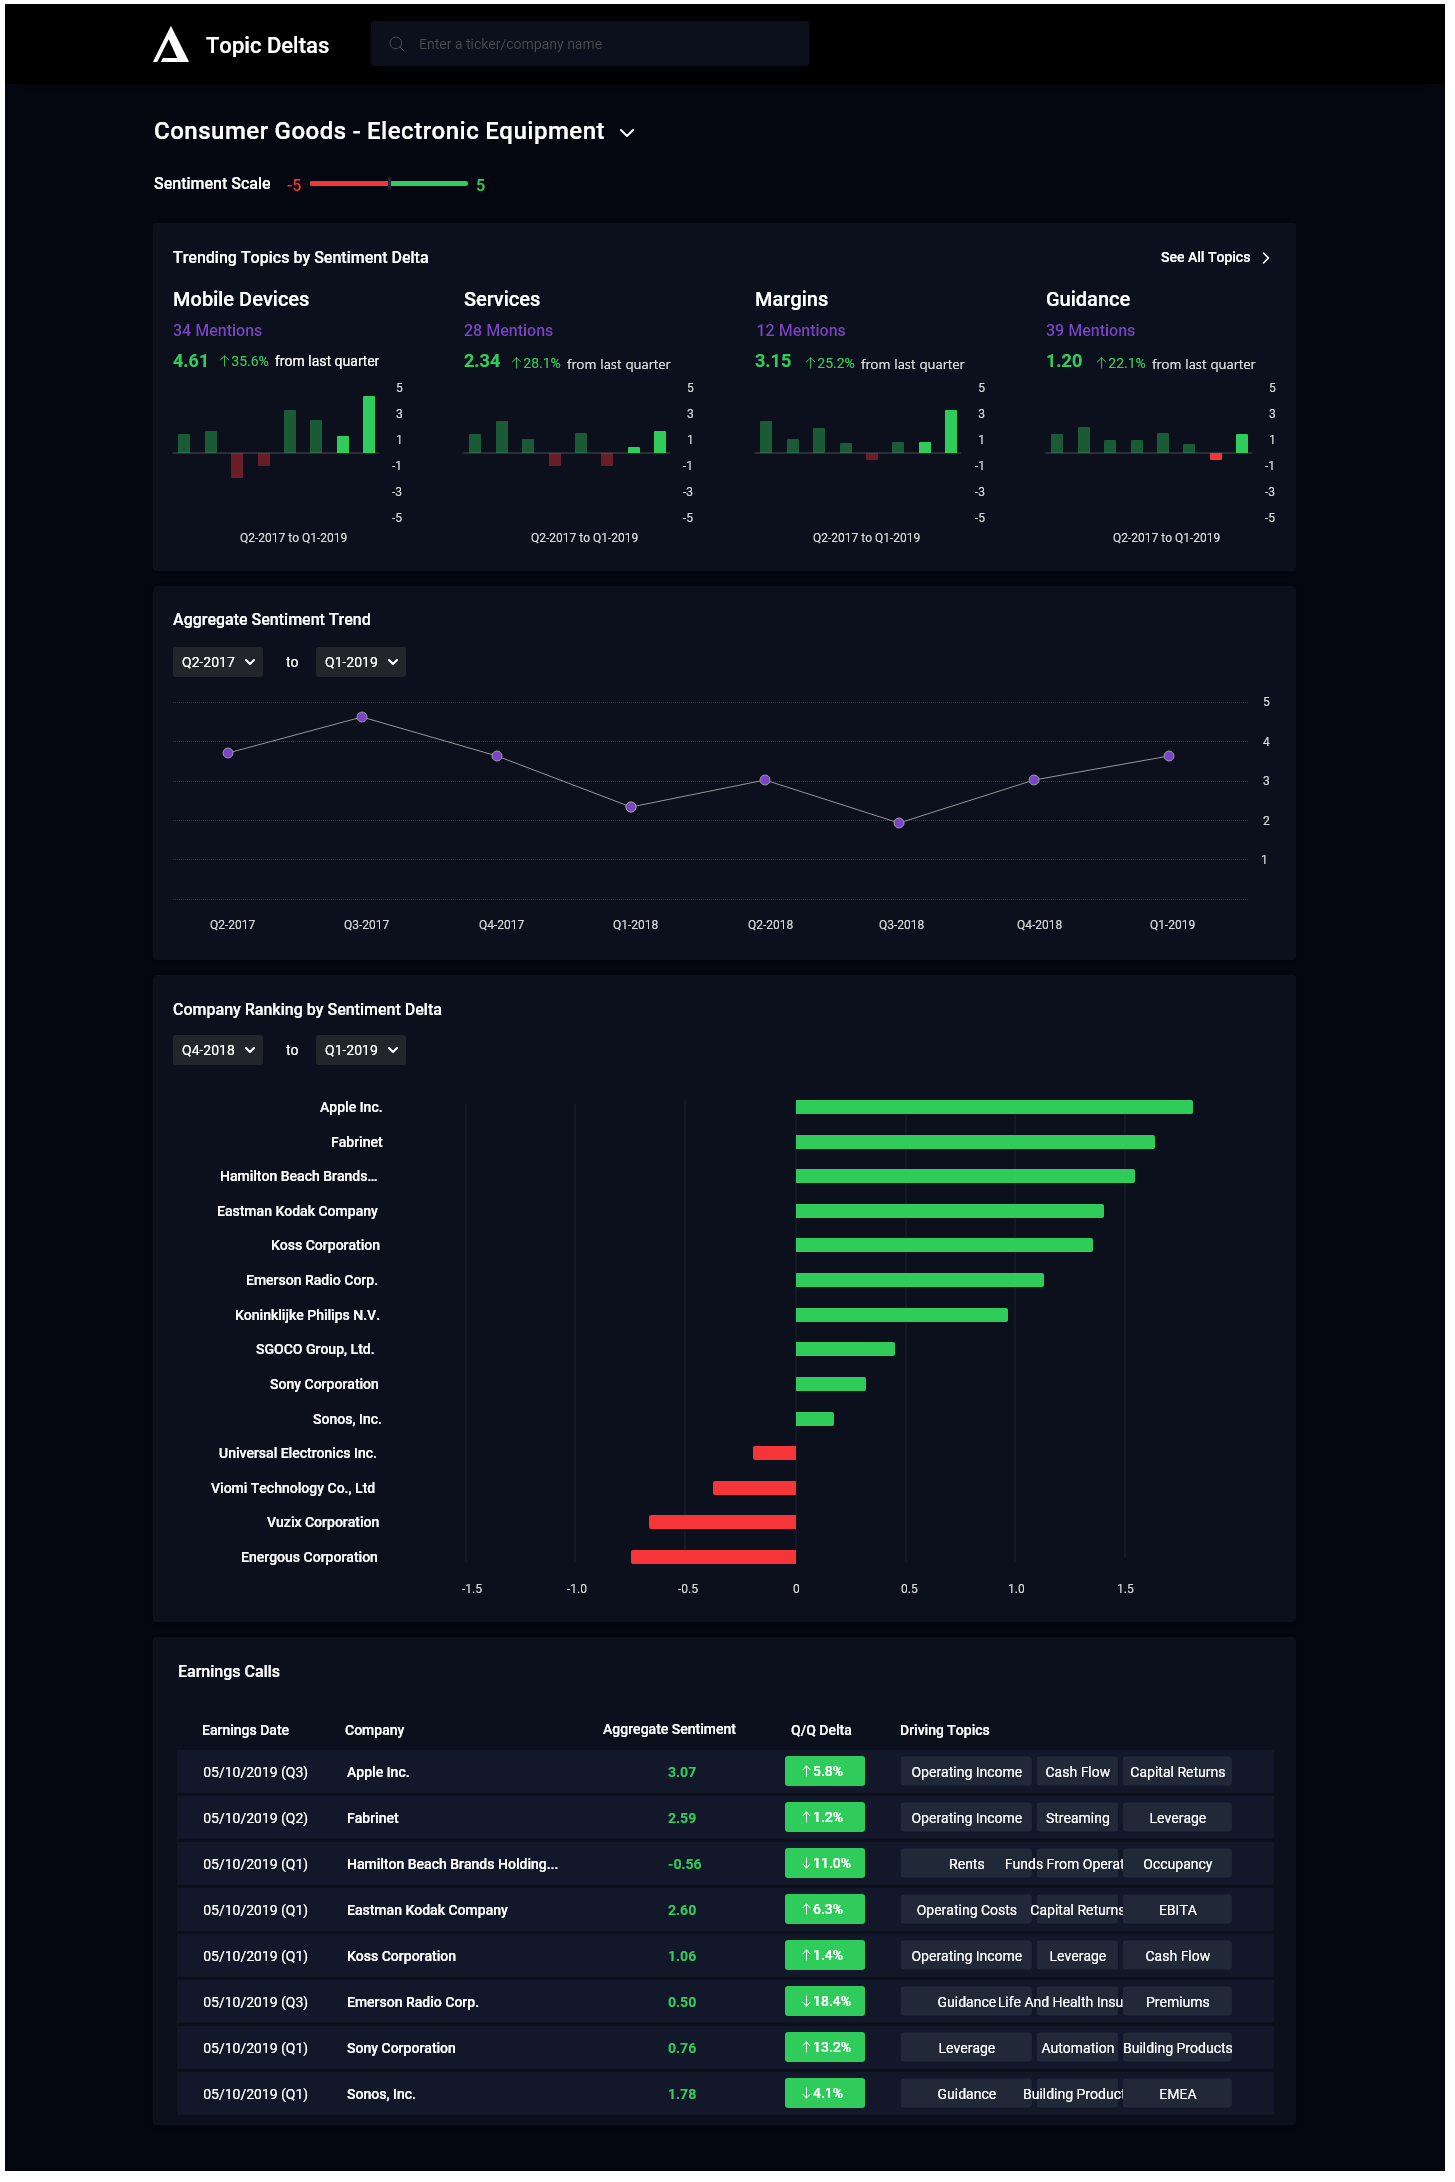 Topic Deltas
Enter a ticker/company name
Consumer Goods - Electronic Equipment
Sentiment Scale -5 5
Trending Topics by Sentiment Delta
See All Topics
Mobile Devices
34 Mentions
4.61 ↑35.6% from last quarter
5
3
1
-1
-3
-5
Q2-2017 to Q1-2019
Services
28 Mentions
2.34 ↑28.1% from last quarter
5
3
1
-1
-3
-5
Q2-2017 to Q1-2019
Margins
12 Mentions
3.15 ↑25.2% from last quarter
5
3
1
-1
-3
-5
Q2-2017 to Q1-2019
Guidance
39 Mentions
1.20 ↑22.1% from last quarter
5
3
1
-1
-3
-5
Q2-2017 to Q1-2019
Aggregate Sentiment Trend
Q2-2017 to Q1-2019
5
4
3
2
1
Q2-2017 Q3-2017 Q4-2017 Q1-2018 Q2-2018 Q3-2018 Q4-2018 Q1-2019
Company Ranking by Sentiment Delta
Q4-2018 to Q1-2019
Apple Inc.
Fabrinet
Hamilton Beach Brands...
Eastman Kodak Company
Koss Corporation
Emerson Radio Corp.
Koninklijke Philips N.V.
SGOCO Group, Ltd.
Sony Corporation
Sonos, Inc.
Universal Electronics Inc.
Viomi Technology Co., Ltd
Vuzix Corporation
Energous Corporation
-1.5 -1.0 -0.5 0 0.5 1.0 1.5
Earnings Calls
Earnings Date Company Aggregate Sentiment Q/Q Delta Driving Topics
05/10/2019 (Q3) Apple Inc. 3.07 ↑5.8% Operating Income Cash Flow Capital Returns
05/10/2019 (Q2) Fabrinet 2.59 ↑1.2% Operating Income Streaming Leverage
05/10/2019 (Q1) Hamilton Beach Brands Holding... -0.56 ↓11.0% Rents Funds From Operat Occupancy
05/10/2019 (Q1) Eastman Kodak Company 2.60 ↑6.3% Operating Costs Capital Returns EBITA
05/10/2019 (Q1) Koss Corporation 1.06 ↑1.4% Operating Income Leverage Cash Flow
05/10/2019 (Q3) Emerson Radio Corp. 0.50 ↓18.4% Guidance Life And Health Insu Premiums
05/10/2019 (Q1) Sony Corporation 0.76 ↑13.2% Leverage Automation Building Products
05/10/2019 (Q1) Sonos, Inc. 1.78 ↓4.1% Guidance Building Product EMEA